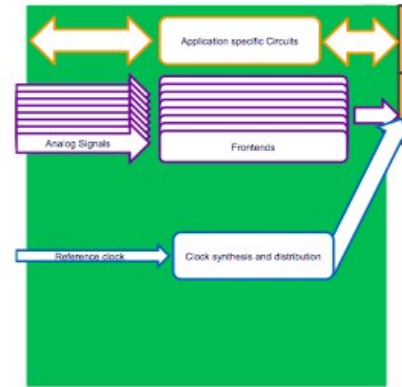 Application specific Circuits
Analog Signals
Frontends
Reference clock
Clock synthesis and distribution